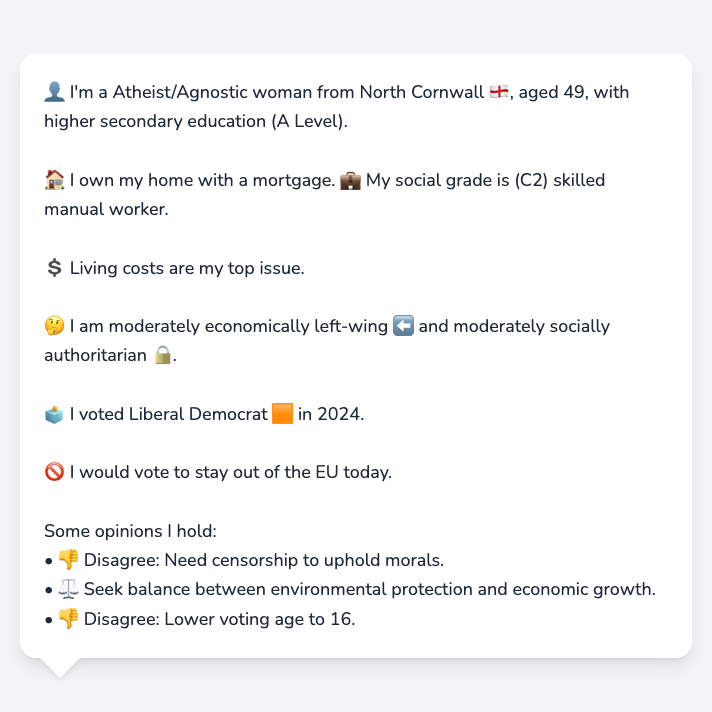 👤 I'm a Atheist/Agnostic woman from North Cornwall 🏴󠁧󠁢󠁥󠁮󠁧󠁿, aged 49, with
higher secondary education (A Level).
🏠 I own my home with a mortgage. 💼 My social grade is (C2) skilled
manual worker.
💲 Living costs are my top issue.
🤔 I am moderately economically left-wing ⬅️ and moderately socially
authoritarian 🔒.
🗳️ I voted Liberal Democrat 🟧 in 2024.
🚫 I would vote to stay out of the EU today.
Some opinions I hold:
• 👎 Disagree: Need censorship to uphold morals.
• ⚖️ Seek balance between environmental protection and economic growth.
• 👎 Disagree: Lower voting age to 16.